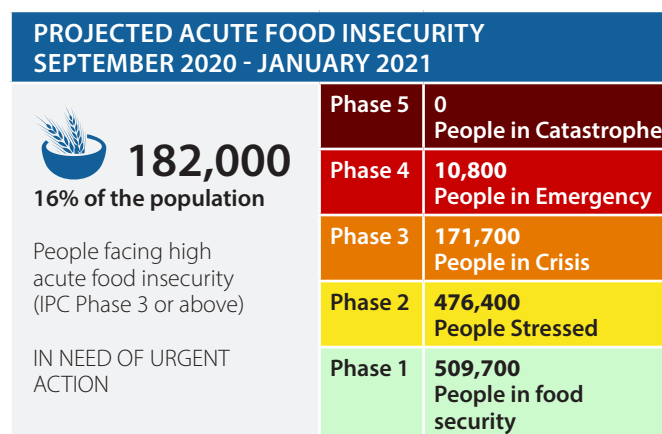 PROJECTED ACUTE FOOD INSECURITY
SEPTEMBER 2020 - JANUARY 2021
182,000
16% of the population
People facing high
acute food insecurity
(IPC Phase 3 or above)
IN NEED OF URGENT
ACTION
Phase 5
0
People in Catastrophe
Phase 4
10,800
People in Emergency
Phase 3
171,700
People in Crisis
Phase 2
476,400
People Stressed
Phase 1
509,700
People in food
security